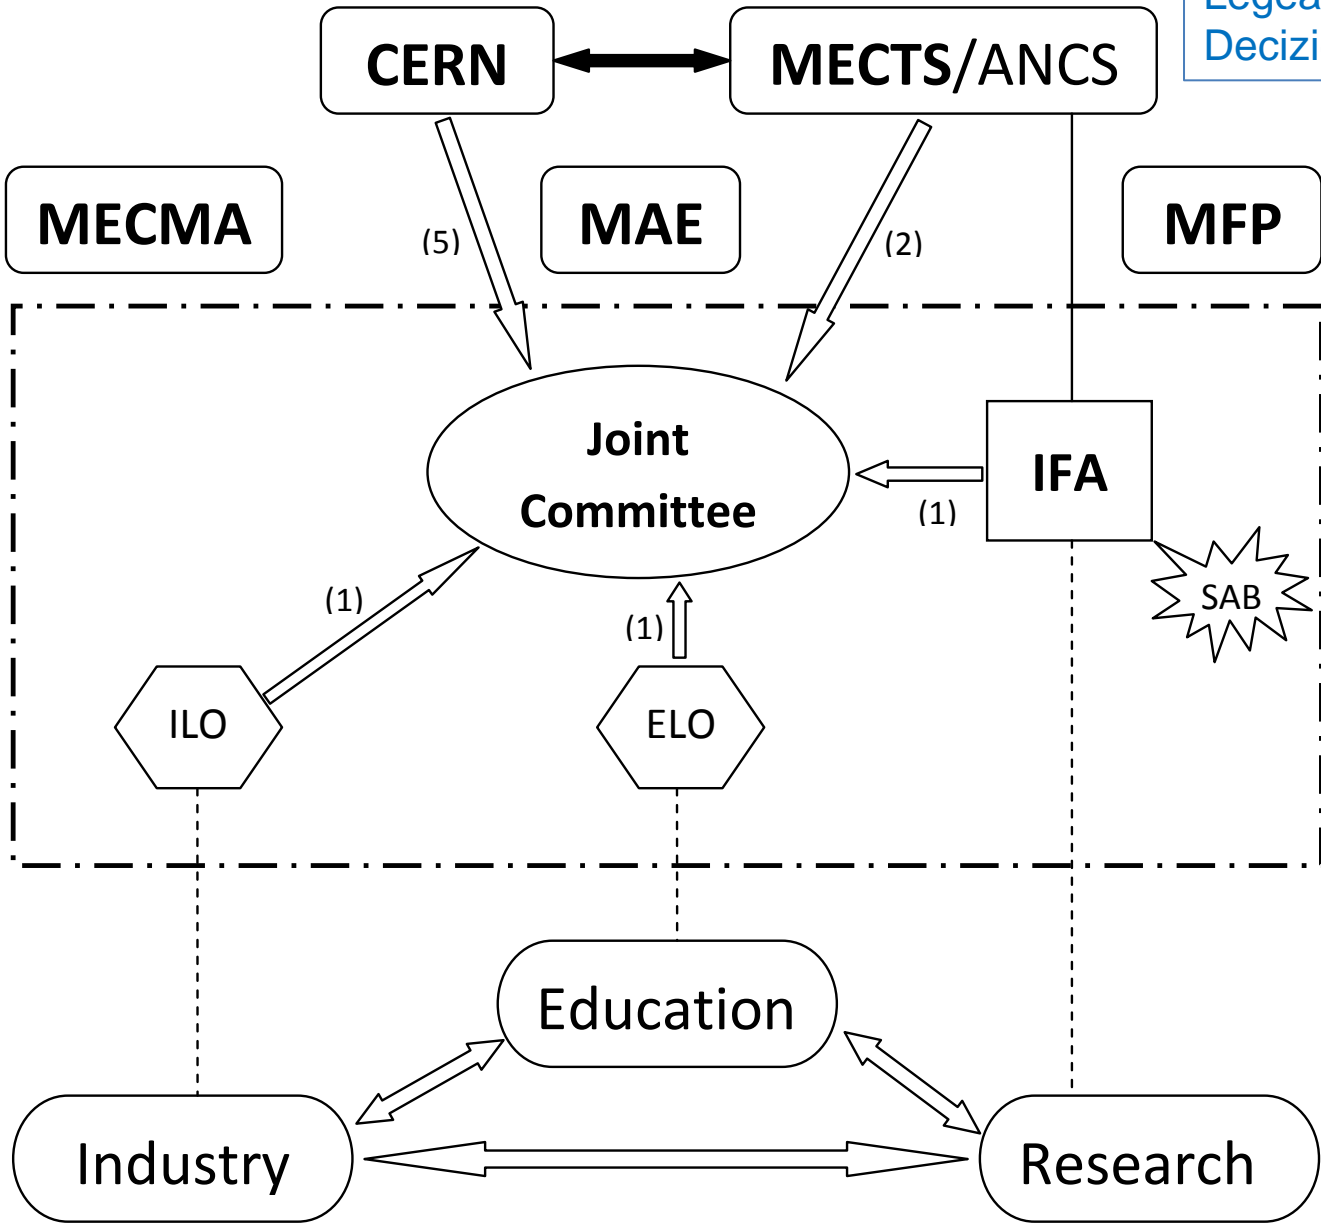 CERN
MECTS/ANCS
MECMA
MAE
MFP
(5)
(2)
Joint
Committee
IFA
(1)
SAB
(1)
(1)
ILO
ELO
Education
Industry
Research